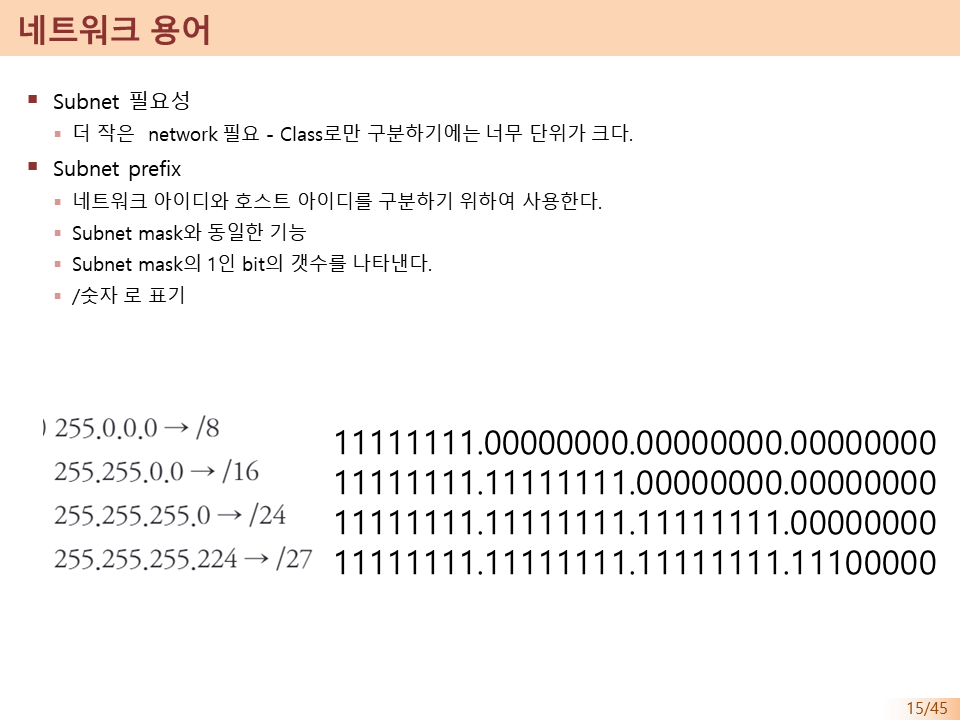 네트워크 용어
Subnet 필요성
더 작은 network 필요 - Class로만 구분하기에는 너무 단위가 크다.
Subnet prefix
네트워크 아이디와 호스트 아이디를 구분하기 위하여 사용한다.
Subnet mask와 동일한 기능
Subnet mask의 1인 bit의 갯수를 나타낸다.
/숫자 로 표기
) 255.0.0.0 → /8
255.255.0.0 → /16
255.255.255.0 → /24
255.255.255.224 → /27
11111111.00000000.00000000.00000000
11111111.11111111.00000000.00000000
11111111.11111111.11111111.00000000
11111111.11111111.11111111.11100000
15/45